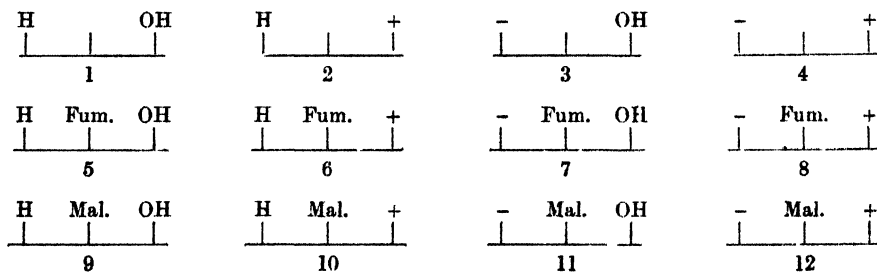 H OH H + − OH − +
1 2 3 4
H Fum. OH H Fum. + − Fum. OH − Fum. +
5 6 7 8
H Mal. OH H Mal. + − Mal. OH − Mal. +
9 10 11 12